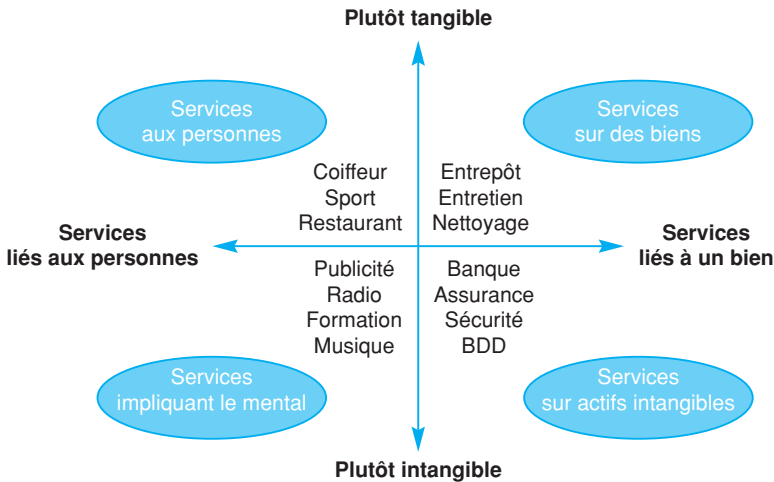 Plutôt tangible
Services
aux personnes
Services
sur des biens
Coiffeur
Sport
Restaurant
Entrepôt
Entretien
Nettoyage
Services
liés aux personnes
Services
liés à un bien
Publicité
Radio
Formation
Musique
Banque
Assurance
Sécurité
BDD
Services
impliquant le mental
Services
sur actifs intangibles
Plutôt intangible